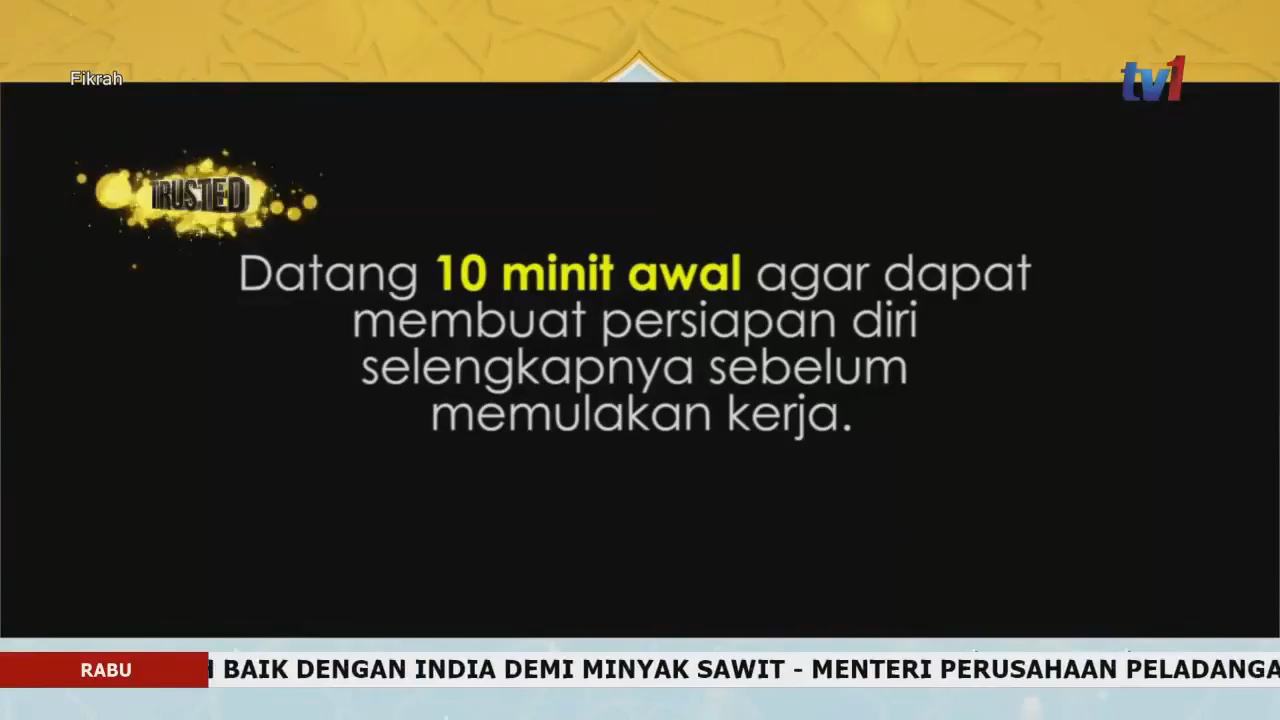 Fikrah
tv1
TRUSTED
Datang 10 minit awal agar dapat
membuat persiapan diri
selengkapnya sebelum
memulakan kerja.
RABU
BAIK DENGAN INDIA DEMI MINYAK SAWIT - MENTERI PERUSAHAAN